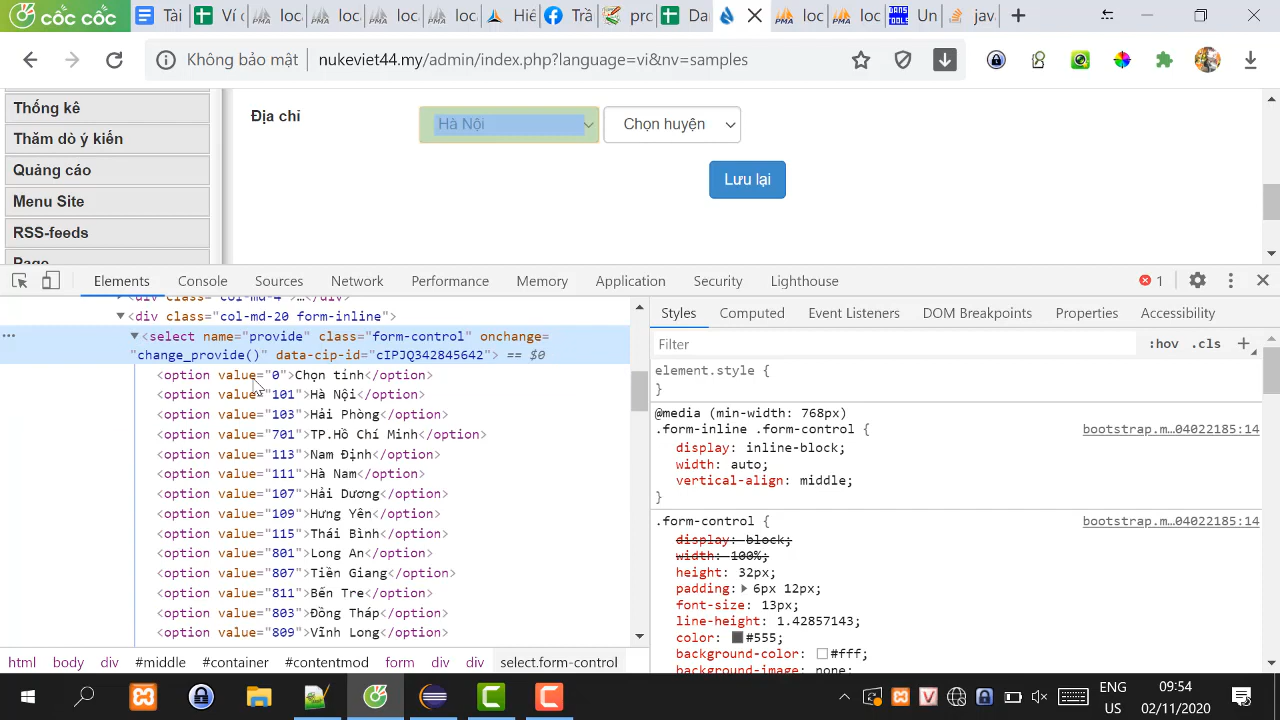 cốc cốc Tài Ví c loc loc loc loc Hiể Trầ prc Da loc loc Un jav
Không bảo mật nukeviet44.my/admin/index.php?language=vi&nv=samples
Thống kê
Thăm dò ý kiến
Quảng cáo
Menu Site
RSS-feeds
Page
Địa chỉ Hà Nội Chọn huyện
Lưu lại
Elements Console Sources Network Performance Memory Application Security Lighthouse 1
<div class="col-md-4">…</div>
<div class="col-md-20 form-inline">
<select name="provide" class="form-control" onchange=
"change_provide()" data-cip-id="cIPJQ342845642"> == $0
<option value="0">Chọn tỉnh</option>
<option value="101">Hà Nội</option>
<option value="103">Hải Phòng</option>
<option value="701">TP.Hồ Chí Minh</option>
<option value="113">Nam Định</option>
<option value="111">Hà Nam</option>
<option value="107">Hải Dương</option>
<option value="109">Hưng Yên</option>
<option value="115">Thái Bình</option>
<option value="801">Long An</option>
<option value="807">Tiền Giang</option>
<option value="811">Bến Tre</option>
<option value="803">Đồng Tháp</option>
<option value="809">Vĩnh Long</option>
html body div #middle #container #contentmod form div div select.form-control
Styles Computed Event Listeners DOM Breakpoints Properties Accessibility
Filter :hov .cls
element.style {
}
@media (min-width: 768px)
.form-inline .form-control { bootstrap.m…04022185:14
display: inline-block;
width: auto;
vertical-align: middle;
}
.form-control { bootstrap.m…04022185:14
display: block;
width: 100%;
height: 32px;
padding: 6px 12px;
font-size: 13px;
line-height: 1.42857143;
color: #555;
background-color: #fff;
background-image: none;
ENG
US
09:54
02/11/2020